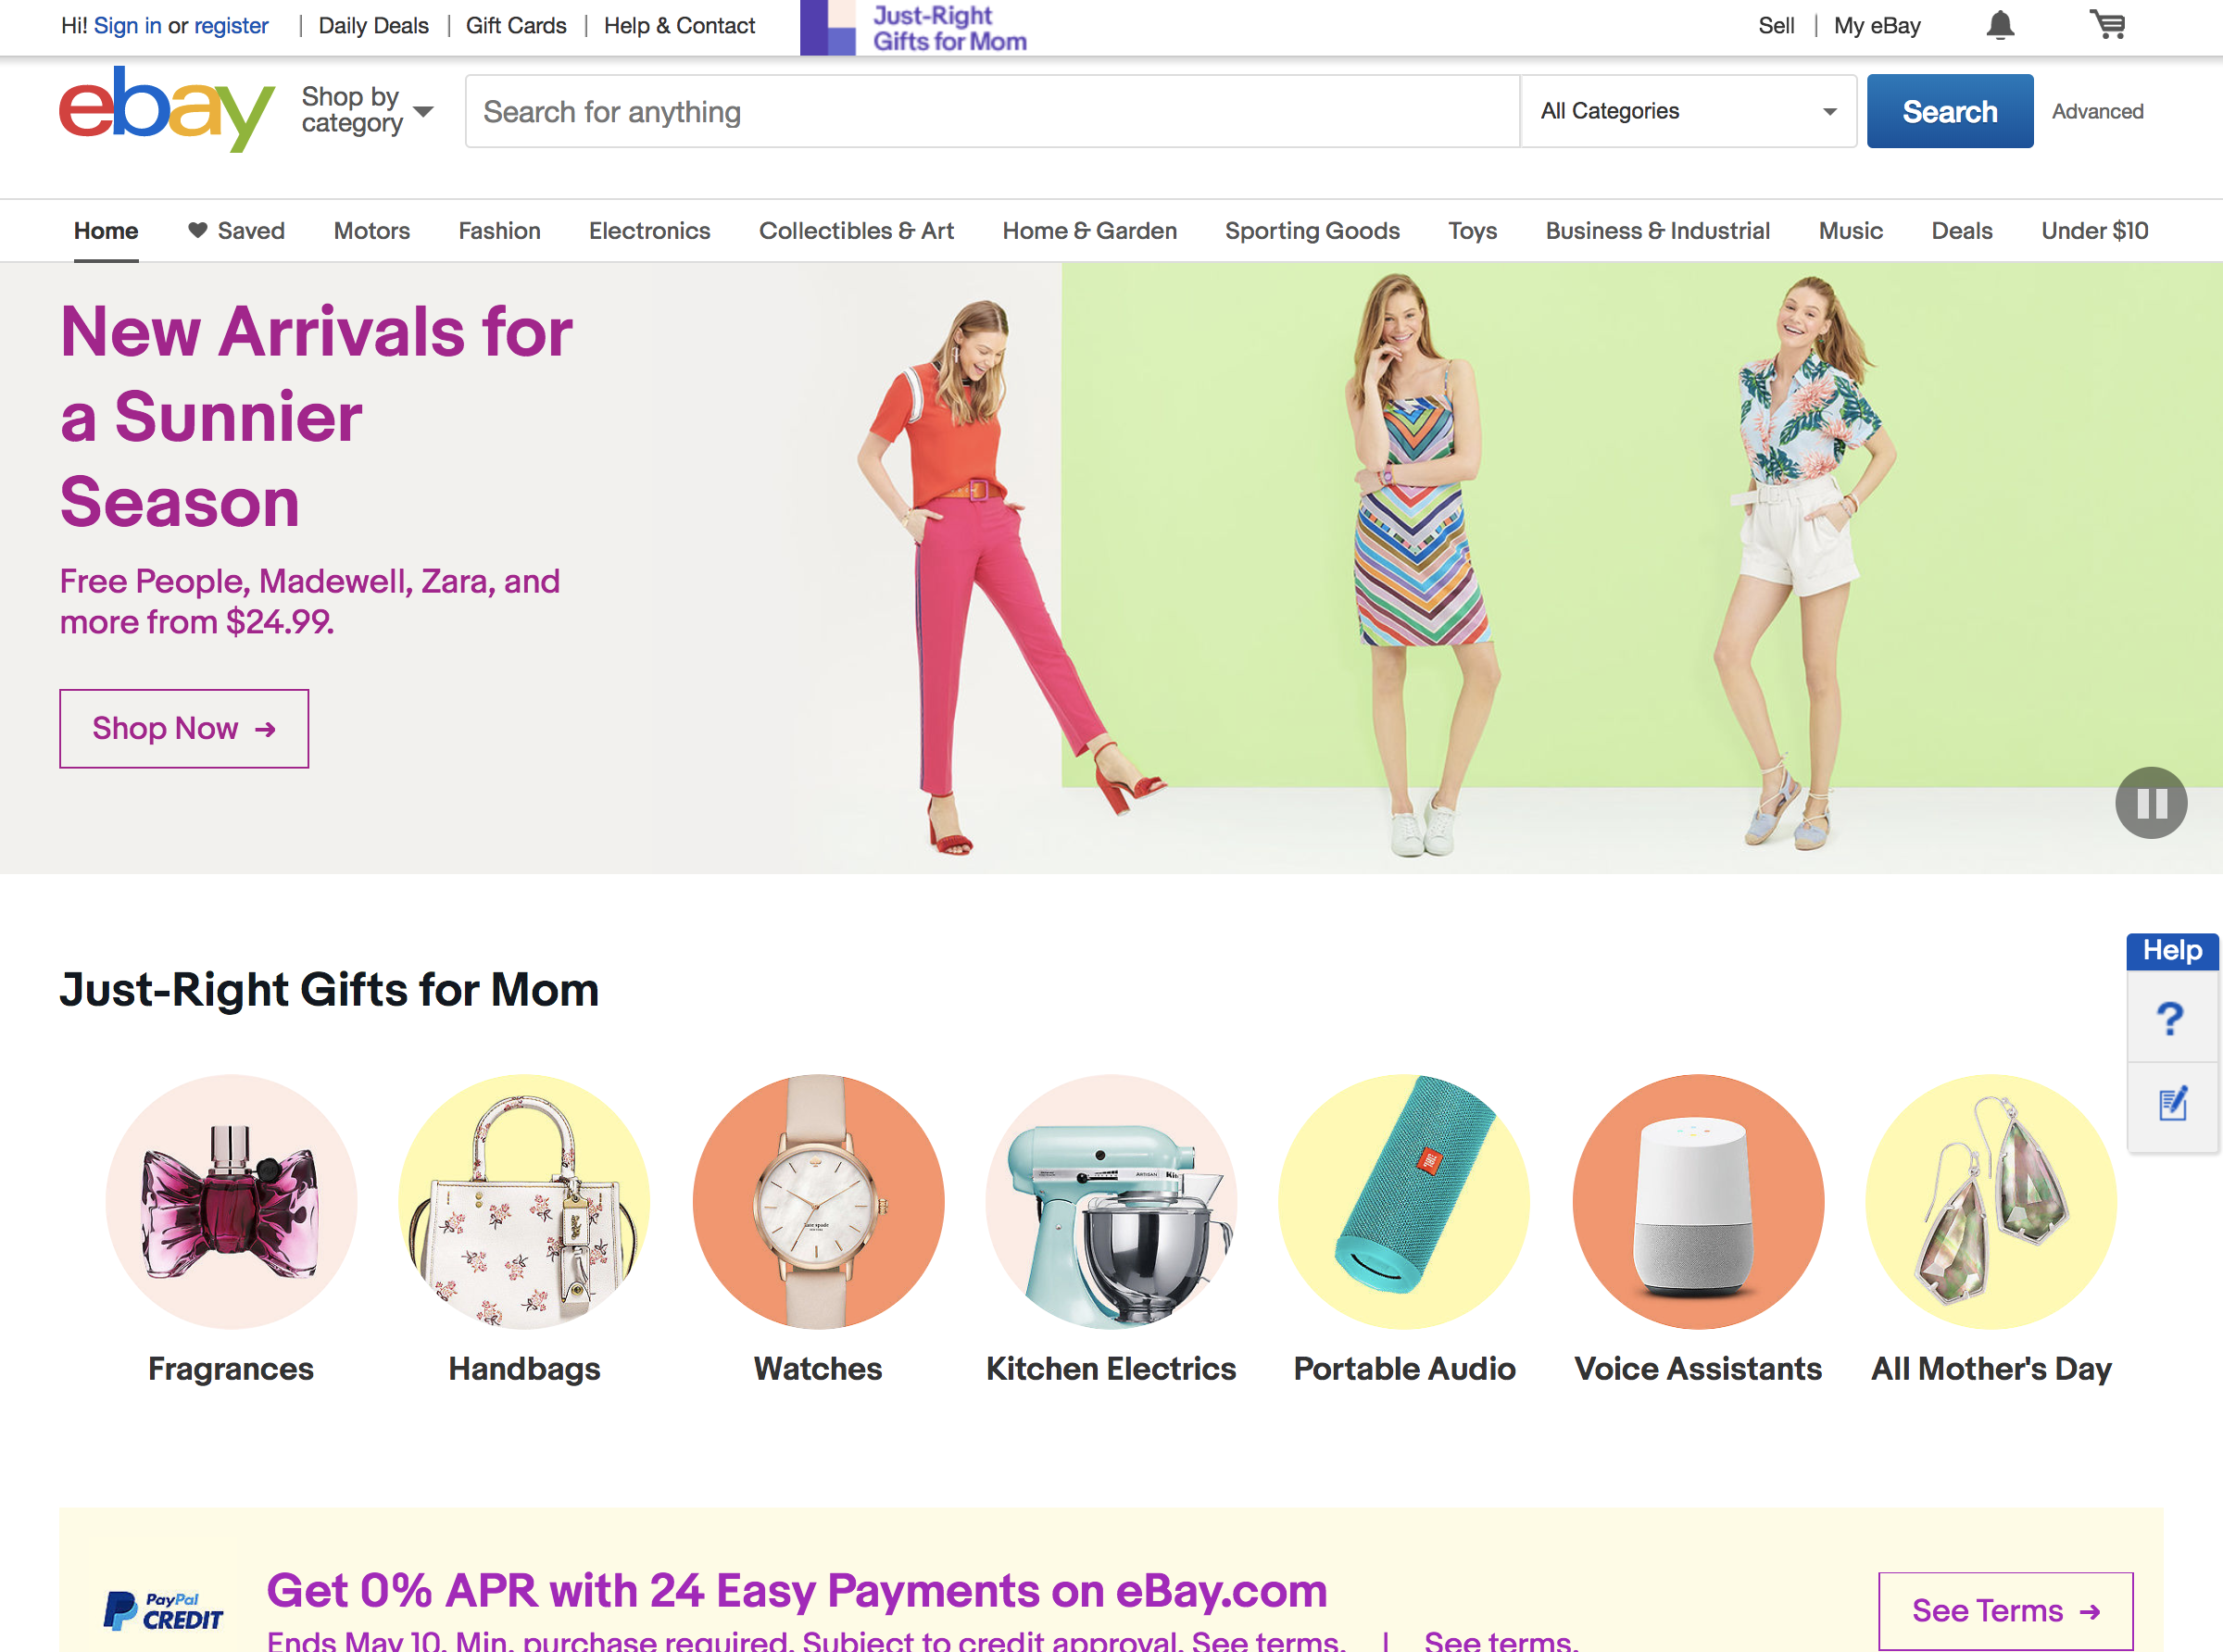 Hi! Sign in or register | Daily Deals | Gift Cards | Help & Contact
Just-Right
Gifts for Mom
Sell | My eBay
ebay
Shop by
category
Search for anything
All Categories
Search
Advanced
Home Saved Motors Fashion Electronics Collectibles & Art Home & Garden Sporting Goods Toys Business & Industrial Music Deals Under $10
New Arrivals for
a Sunnier
Season
Free People, Madewell, Zara, and
more from $24.99.
Shop Now →
Help
?
Just-Right Gifts for Mom
kate spade
ARTISAN
JBL
Fragrances Handbags Watches Kitchen Electrics Portable Audio Voice Assistants All Mother's Day
PayPal
CREDIT
Get 0% APR with 24 Easy Payments on eBay.com
Ends May 10. Min. purchase required. Subject to credit approval. See terms. | See terms.
See Terms →